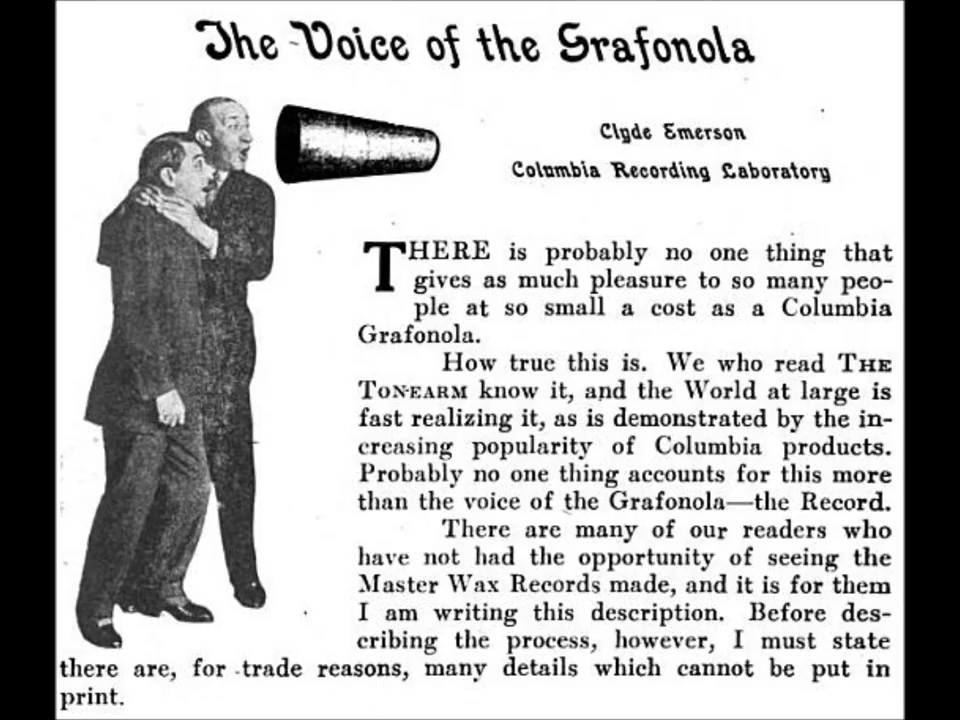 The Voice of the Grafonola
Clyde Emerson
Columbia Recording Laboratory
THERE is probably no one thing that
gives as much pleasure to so many peo-
ple at so small a cost as a Columbia
Grafonola.
How true this is. We who read THE
TONEARM know it, and the World at large is
fast realizing it, as is demonstrated by the in-
creasing popularity of Columbia products.
Probably no one thing accounts for this more
than the voice of the Grafonola—the Record.
There are many of our readers who
have not had the opportunity of seeing the
Master Wax Records made, and it is for them
I am writing this description. Before des-
cribing the process, however, I must state
there are, for trade reasons, many details which cannot be put in
print.